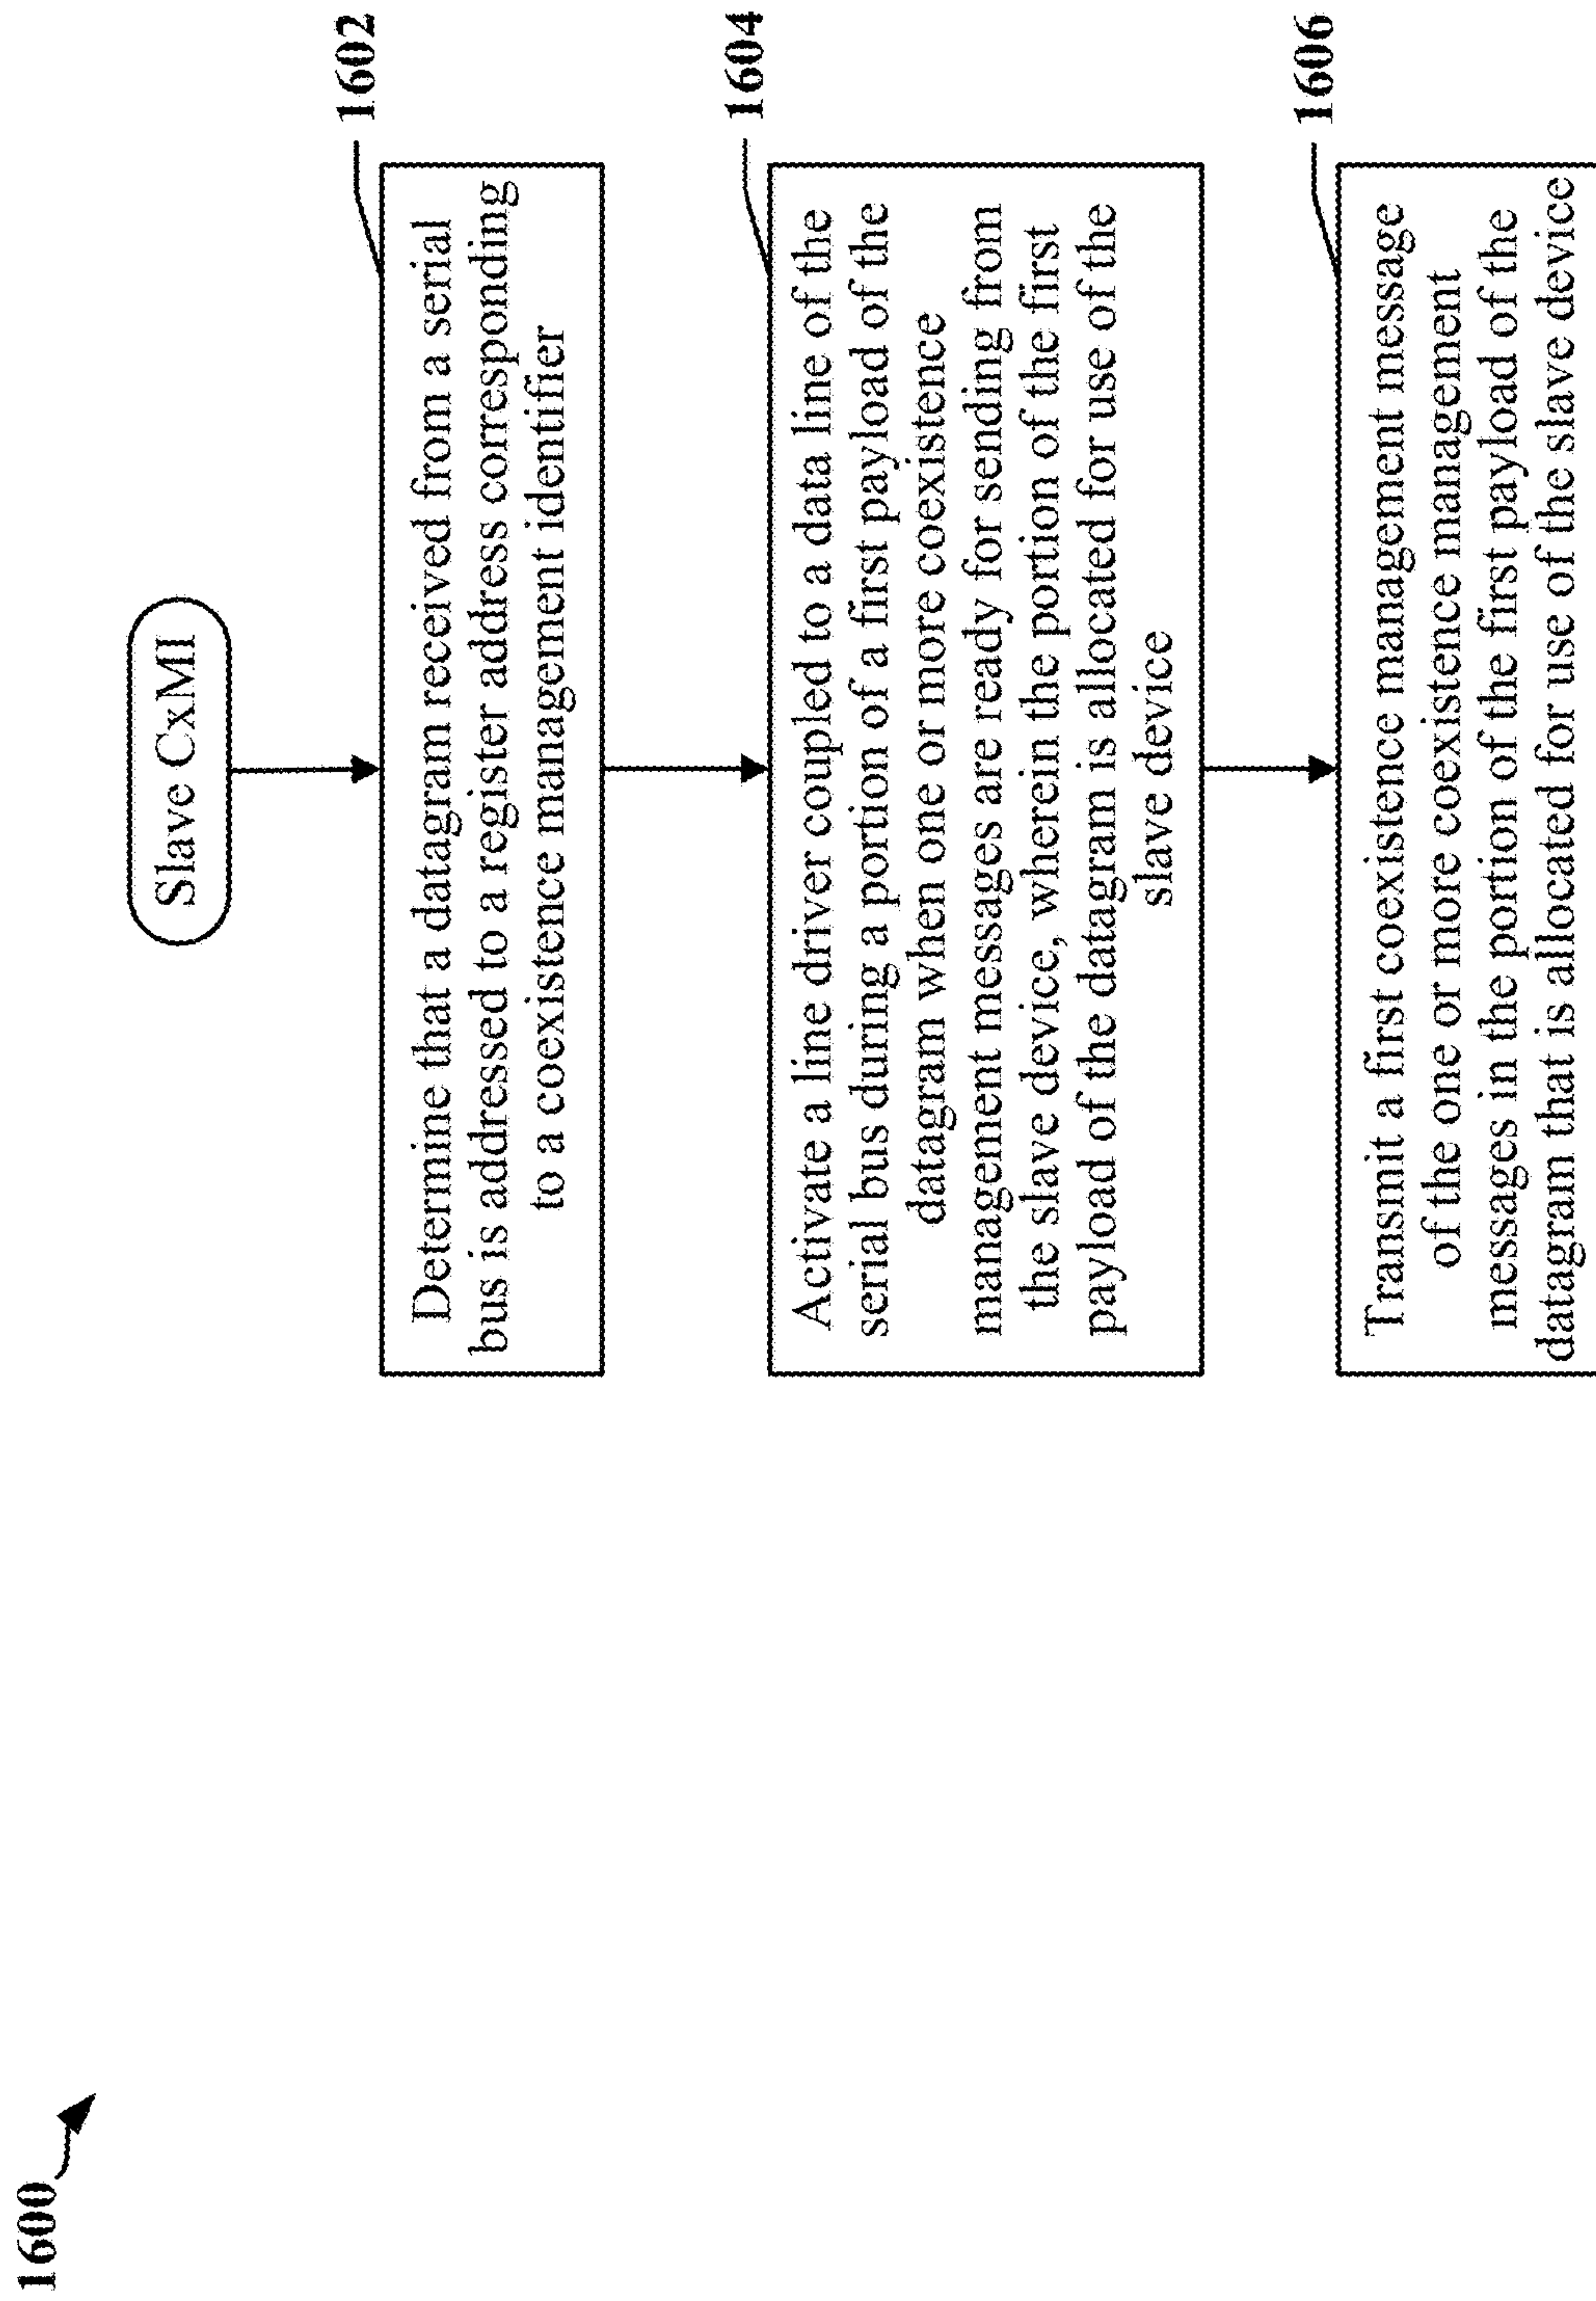 1600
Slave CxMI
1602
Determine that a datagram received from a serial
bus is addressed to a register address corresponding
to a coexistence management identifier
1604
Activate a line driver coupled to a data line of the
serial bus during a portion of a first payload of the
datagram when one or more coexistence
management messages are ready for sending from
the slave device, wherein the portion of the first
payload of the datagram is allocated for use of the
slave device
1606
Transmit a first coexistence management message
of the one or more coexistence management
messages in the portion of the first payload of the
datagram that is allocated for use of the slave device